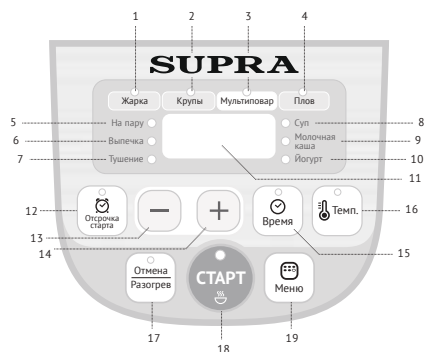 1 2 3 4
SUPRA
Жарка Крупы Мультиповар Плов
5 На пару Суп 8
6 Выпечка Молочная каша 9
7 Тушение Йогурт 10
11
12 Отсрочка старта Время Темп. 16
13
14
15
Отмена
Разогрев СТАРТ Меню
17 18 19